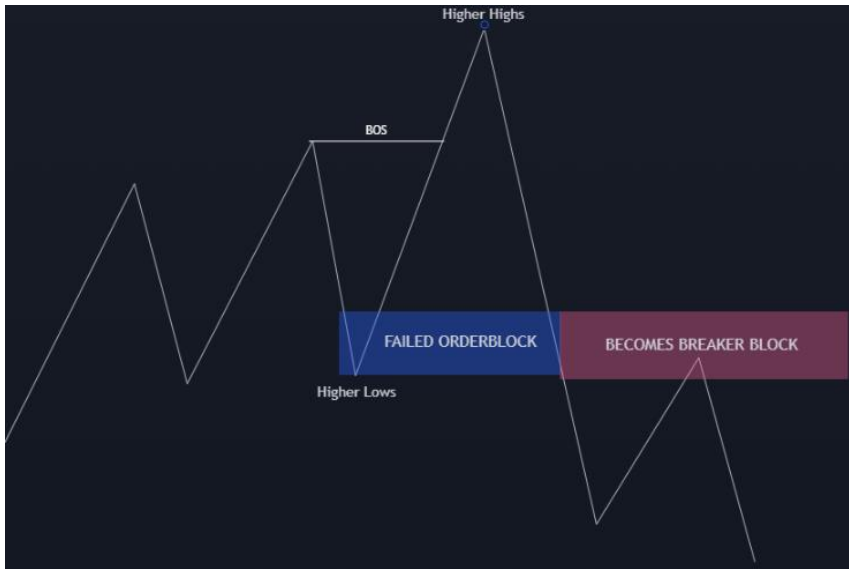 Higher Highs
BOS
FAILED ORDERBLOCK
BECOMES BREAKER BLOCK
Higher Lows